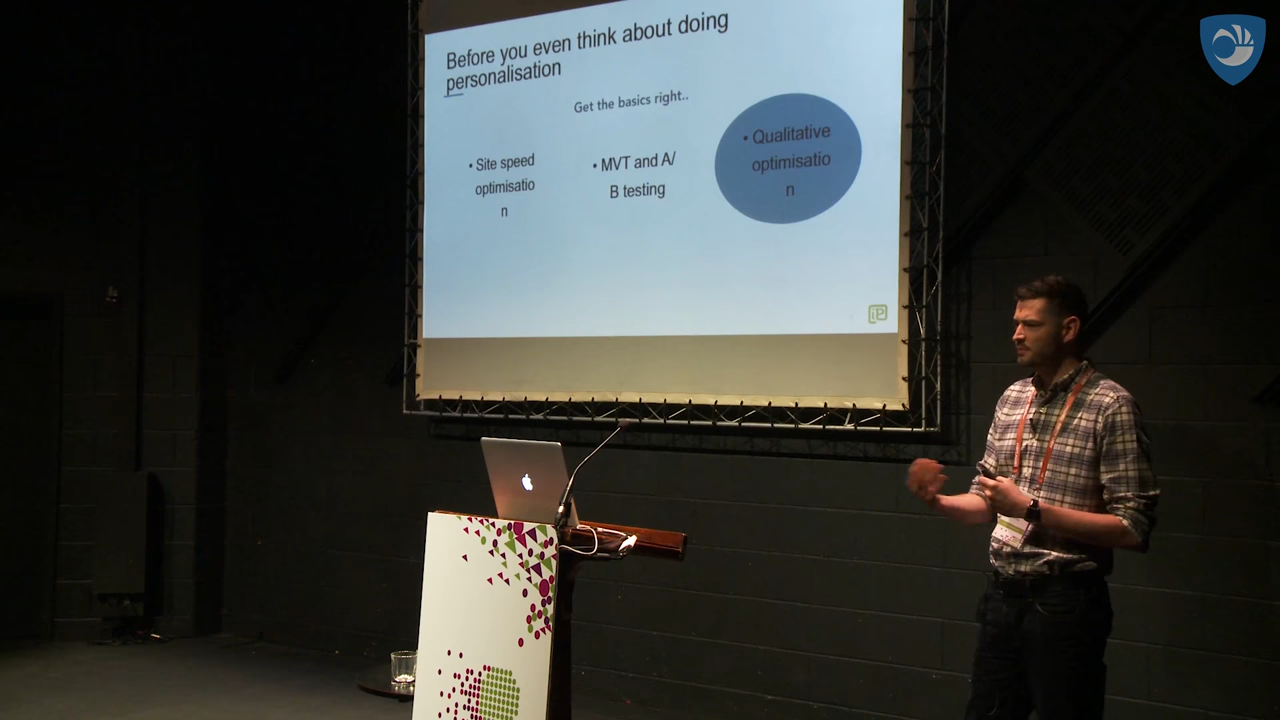 Before you even think about doing
personalisation
Get the basics right..
• Site speed
optimisatio
n
• MVT and A/
B testing
• Qualitative
optimisatio
n
iP